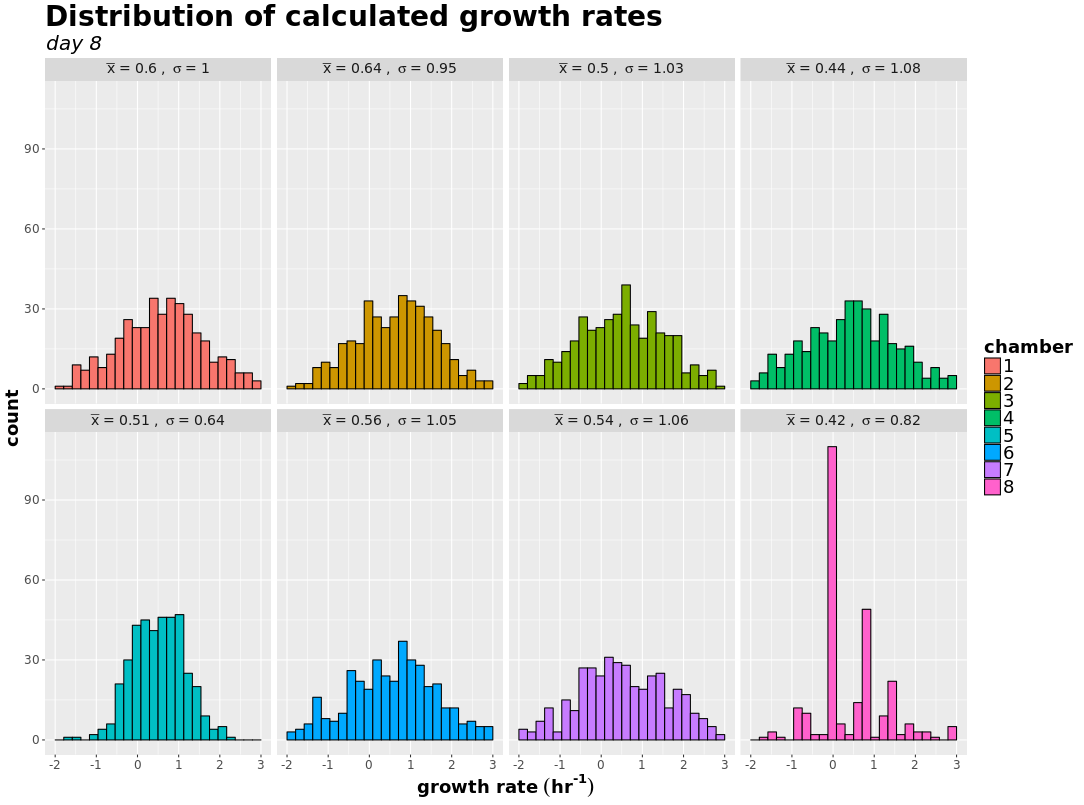 Distribution of calculated growth rates
day 8
x̅ = 0.6 , σ = 1
x̅ = 0.64 , σ = 0.95
x̅ = 0.5 , σ = 1.03
x̅ = 0.44 , σ = 1.08
90
60
30
0
x̅ = 0.51 , σ = 0.64
x̅ = 0.56 , σ = 1.05
x̅ = 0.54 , σ = 1.06
x̅ = 0.42 , σ = 0.82
90
60
30
0
-2 -1 0 1 2 3
-2 -1 0 1 2 3
-2 -1 0 1 2 3
-2 -1 0 1 2 3
growth rate (hr⁻¹)
count
chamber
1
2
3
4
5
6
7
8